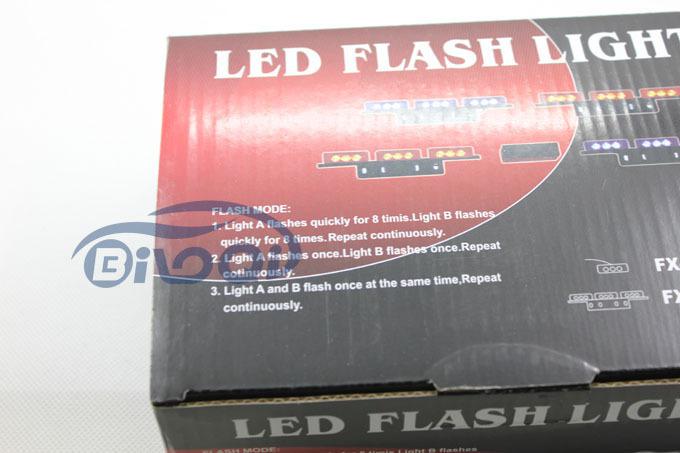 LED FLASH LIGHT
FLASH MODE:
1. Light A flashes quickly for 8 timis.Light B flashes
quickly for 8 times.Repeat continuously.
2. Light A flashes once.Light B flashes once.Repeat
cotinuously.
3. Light A and B flash once at the same time,Repeat
continuously.
FX
FX
LED FLASH LIGH